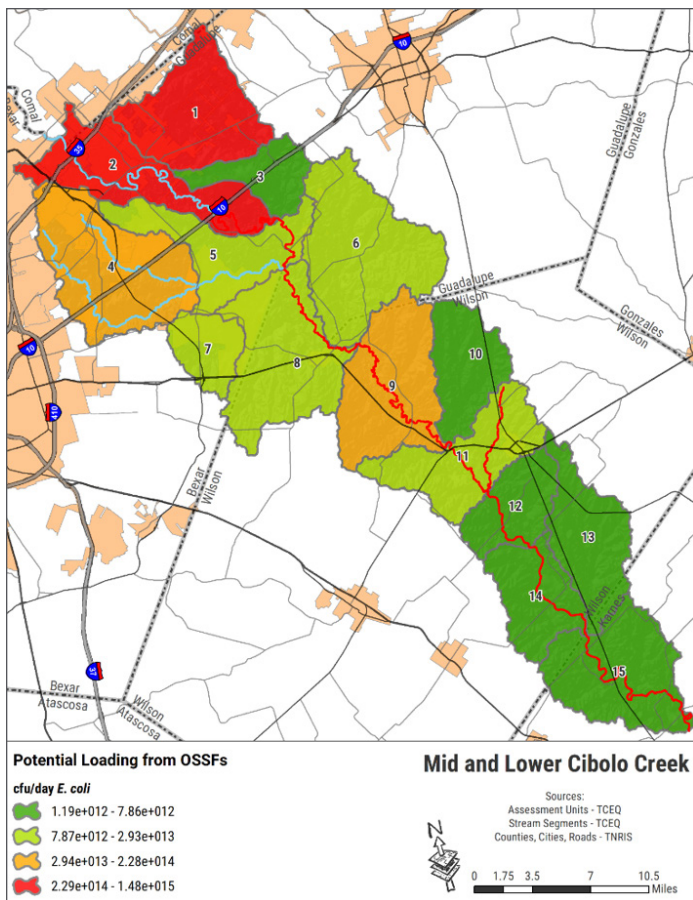 Comal
Guadalupe
Bexar
Comal
10
35
1
2
3
10
Guadalupe
Gonzales
4
5
6
Guadalupe
Wilson
Gonzales
Wilson
7
8
9
10
10
410
11
Bexar
Wilson
12
13
14
Wilson
Karnes
15
37
Bexar
Atascosa
Wilson
Atascosa
Potential Loading from OSSFs
cfu/day E. coli
1.19e+012 - 7.86e+012
7.87e+012 - 2.93e+013
2.94e+013 - 2.28e+014
2.29e+014 - 1.48e+015
Mid and Lower Cibolo Creek
Sources:
Assessment Units - TCEQ
Stream Segments - TCEQ
Counties, Cities, Roads - TNRIS
N
0 1.75 3.5 7 10.5
Miles